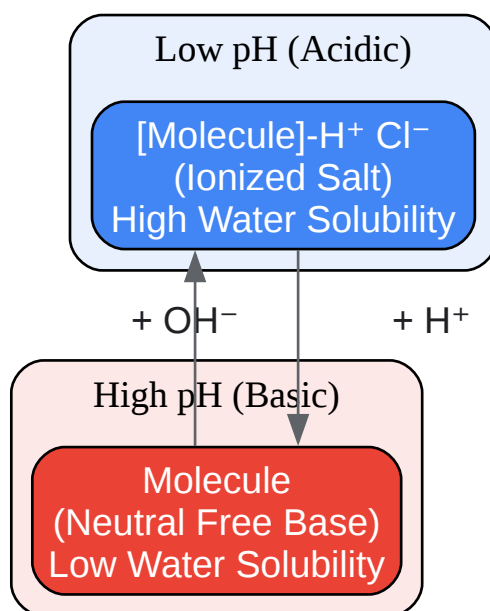 Low pH (Acidic)
[Molecule]-H⁺ Cl⁻
(Ionized Salt)
High Water Solubility
+ OH⁻
+ H⁺
High pH (Basic)
Molecule
(Neutral Free Base)
Low Water Solubility